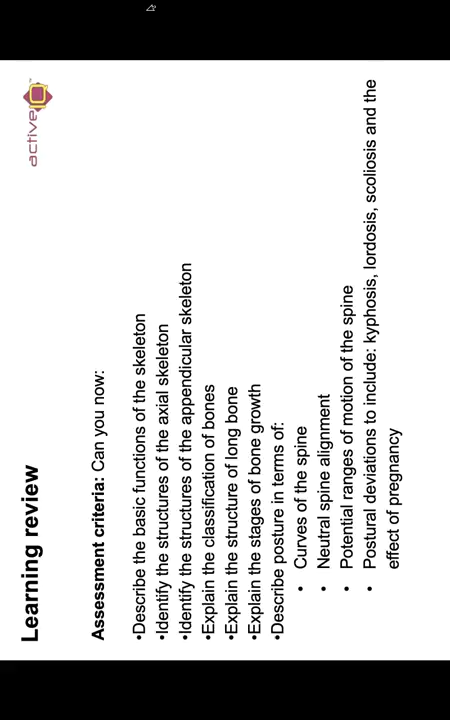 Learning review
activeIQ
Assessment criteria: Can you now:
•Describe the basic functions of the skeleton
•Identify the structures of the axial skeleton
•Identify the structures of the appendicular skeleton
•Explain the classification of bones
•Explain the structure of long bone
•Explain the stages of bone growth
•Describe posture in terms of:
• Curves of the spine
• Neutral spine alignment
• Potential ranges of motion of the spine
• Postural deviations to include: kyphosis, lordosis, scoliosis and the
effect of pregnancy